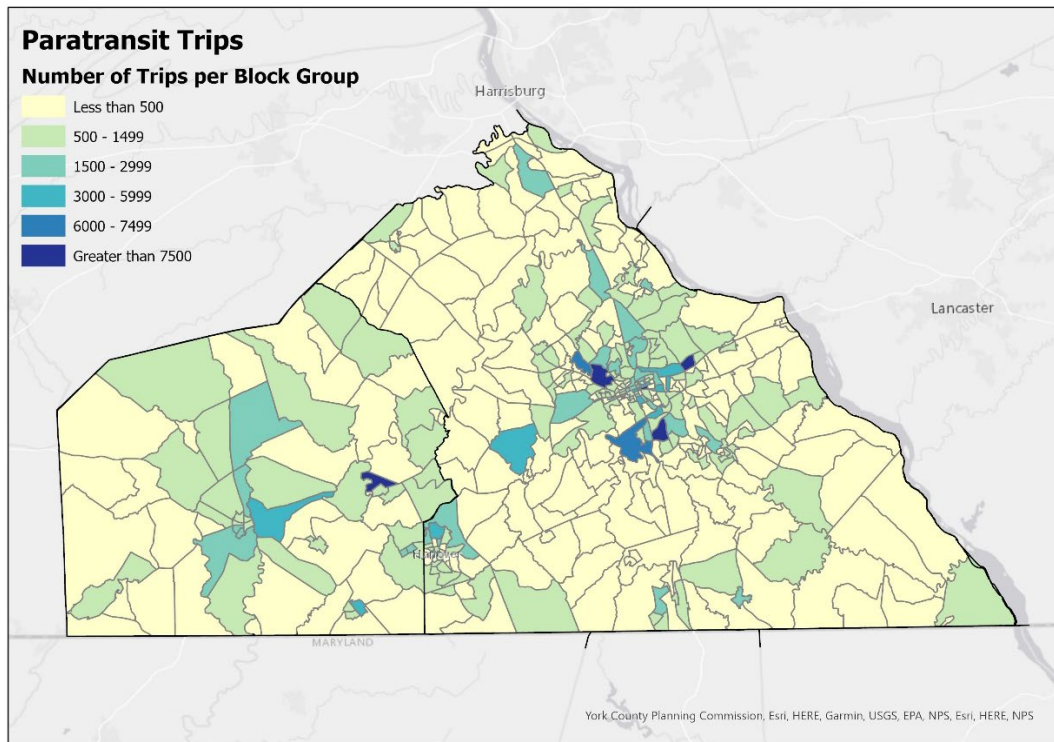 Paratransit Trips
Number of Trips per Block Group
Less than 500
500 - 1499
1500 - 2999
3000 - 5999
6000 - 7499
Greater than 7500
Harrisburg
Lancaster
Hanover
MARYLAND
York County Planning Commission, Esri, HERE, Garmin, USGS, EPA, NPS, Esri, HERE, NPS